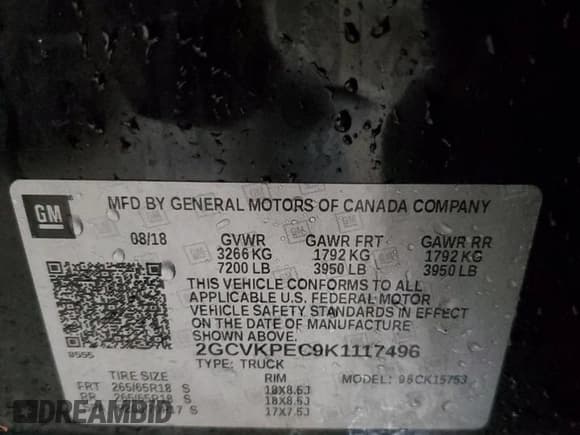 GM
MFD BY GENERAL MOTORS OF CANADA COMPANY
08/18 GVWR GAWR FRT GAWR RR
3266 KG 1792 KG 1792 KG
7200 LB 3950 LB 3950 LB
THIS VEHICLE CONFORMS TO ALL
APPLICABLE U.S. FEDERAL MOTOR
VEHICLE SAFETY STANDARDS IN EFFECT
ON THE DATE OF MANUFACTURE
SHOWN ABOVE.
2GCVKPEC9K1117496
TYPE: TRUCK
TIRE SIZE RIM MODEL:
FRT 265/65R18 S 18X8.5J
RR 265/65R18 S 18X8.5J
S 17X7.5J
DREAMBID